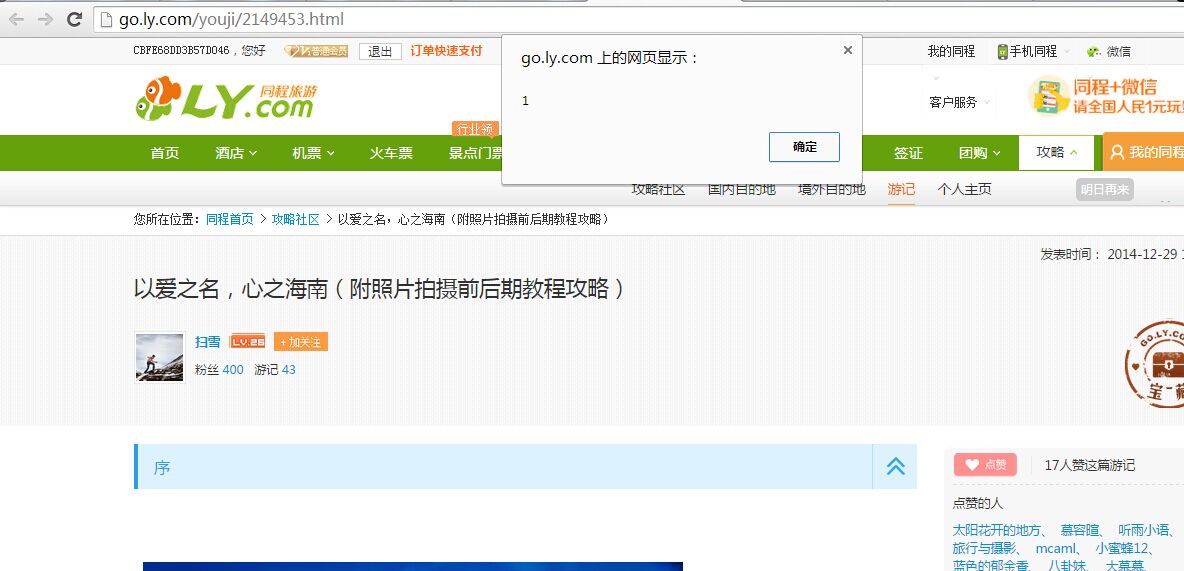 go.ly.com/youji/2149453.html
CBFE68DD3B57D046，您好 普通会员 退出 订单快速支付 我的同程 手机同程 微信
go.ly.com 上的网页显示：
1
确定
LY.com 同程旅游
客户服务
同程+微信
请全国人民1元玩
行业领
首页 酒店 机票 火车票 景点门票 签证 团购 攻略 我的同程
攻略社区 国内目的地 境外目的地 游记 个人主页 明日再来
您所在位置：同程首页 > 攻略社区 > 以爱之名，心之海南（附照片拍摄前后期教程攻略）
发表时间： 2014-12-29
以爱之名，心之海南（附照片拍摄前后期教程攻略）
扫雪 LV.26 +加关注
粉丝 400 游记 43
GO.LY.CO
宝藏
序
点赞 17人赞这篇游记
点赞的人
太阳花开的地方、 慕容暄、 听雨小语、
旅行与摄影、 mcaml、 小蜜蜂12、
蓝色的郁金香、 八卦妹、 大慕慕、